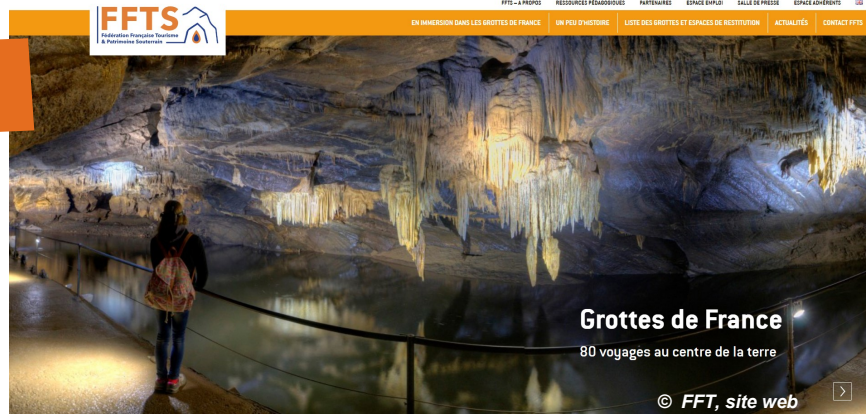 FFTS – A PROPOS RESSOURCES PÉDAGOGIQUES PARTENAIRES ESPACE EMPLOI SALLE DE PRESSE ESPACE ADHÉRENTS
FFTS
Fédération Française Tourisme
& Patrimoine Souterrain
EN IMMERSION DANS LES GROTTES DE FRANCE UN PEU D'HISTOIRE LISTE DES GROTTES ET ESPACES DE RESTITUTION ACTUALITÉS CONTACT FFTS
Grottes de France
80 voyages au centre de la terre
© FFT, site web